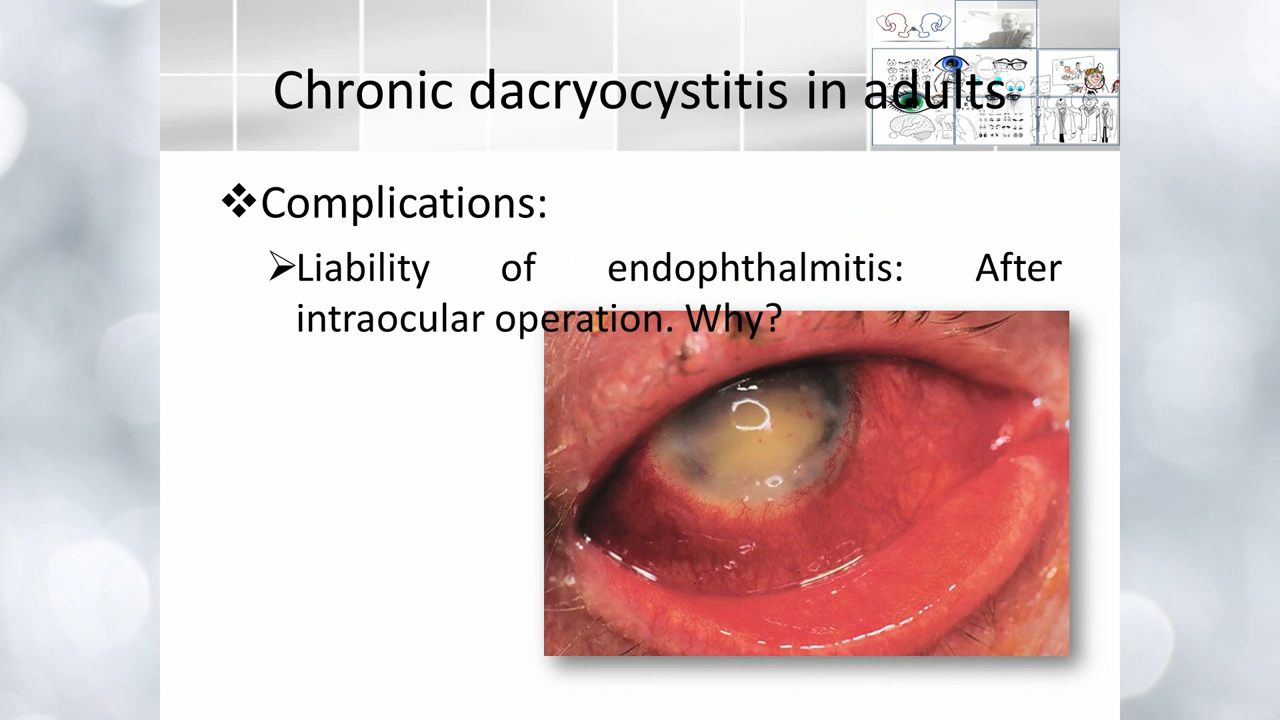 Chronic dacryocystitis in adults
❖Complications:
➢Liability of endophthalmitis: After
intraocular operation. Why?